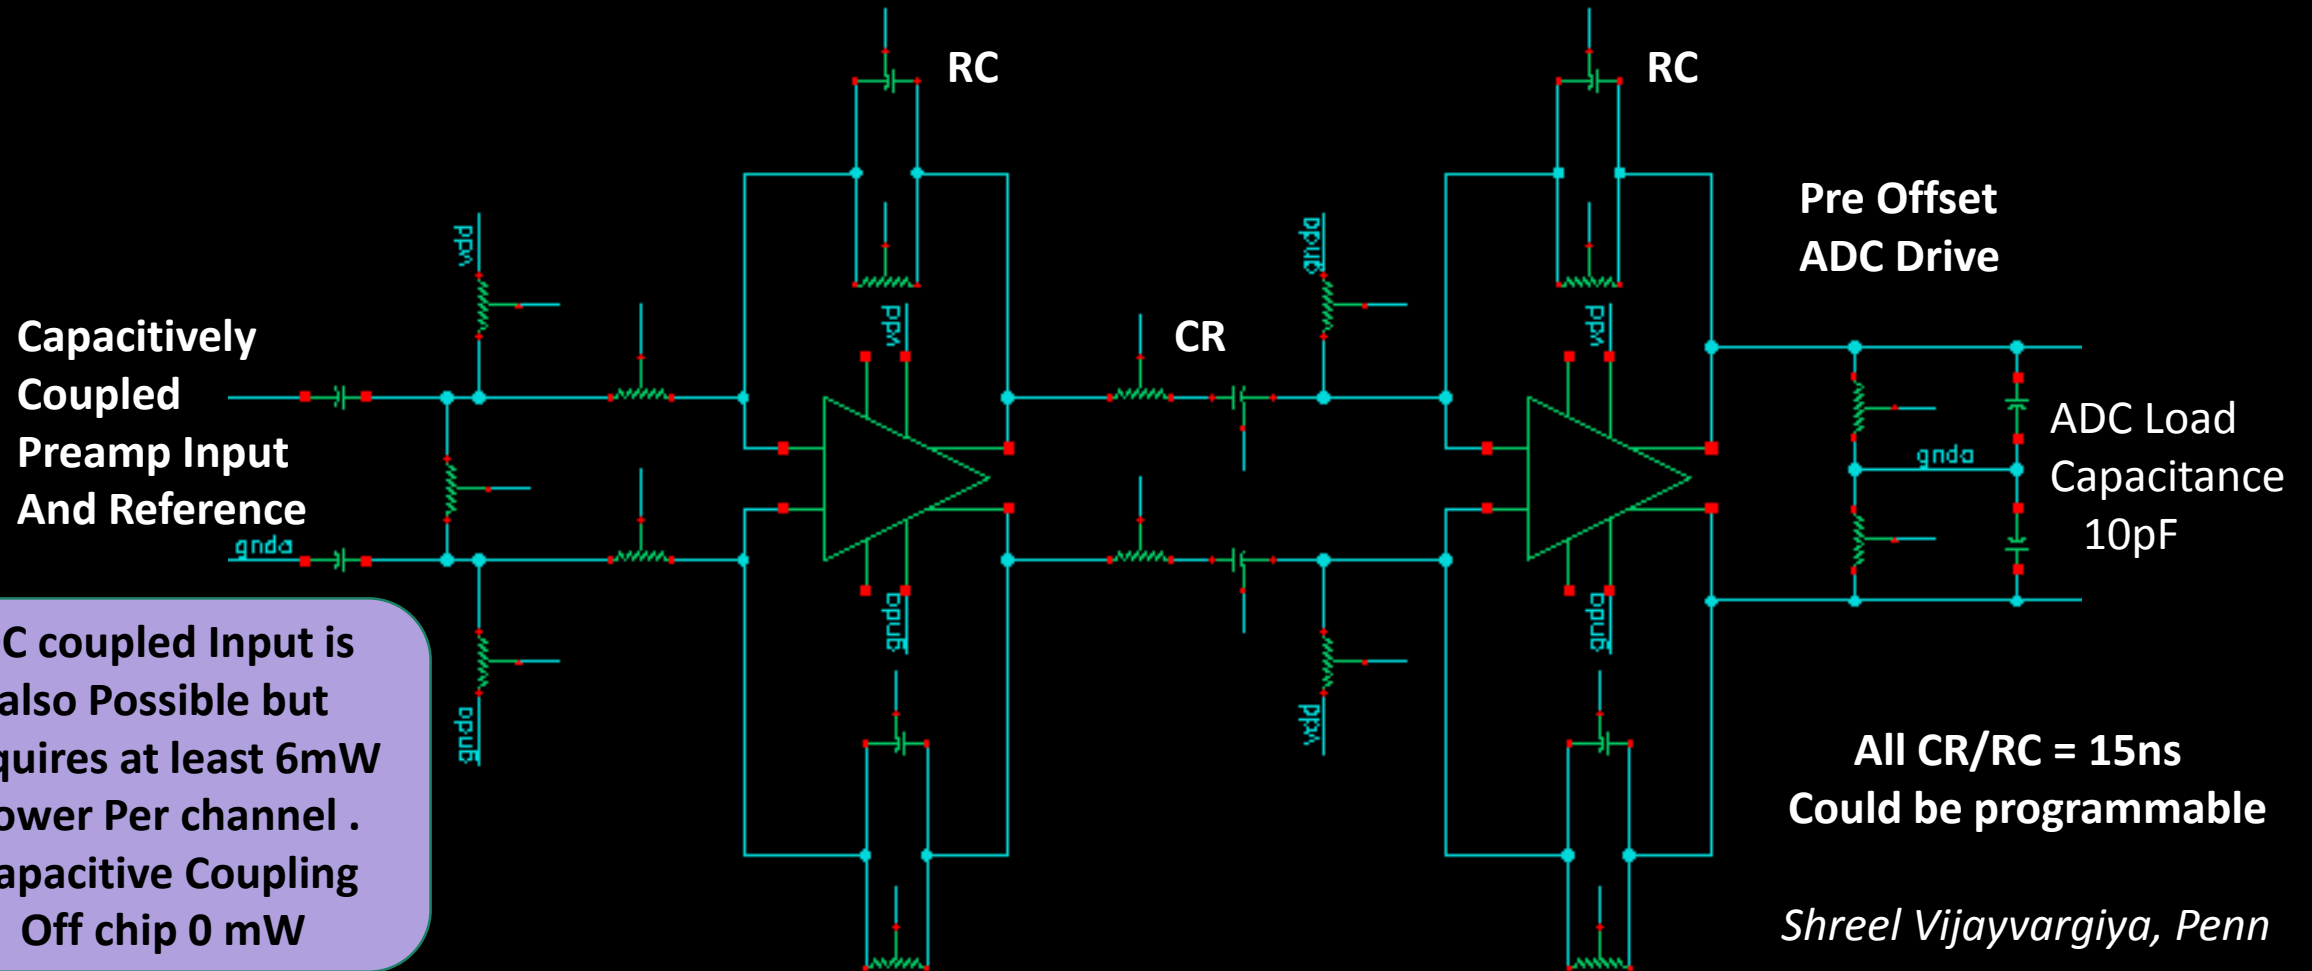 RC
RC
Pre Offset
ADC Drive
vdd
gnda
vdd
vdd
Capacitively
Coupled
Preamp Input
And Reference
CR
gnda
ADC Load
Capacitance
10pF
gnda
gnda
gnda
gnda
vdd
C coupled Input is
also Possible but
quires at least 6mW
ower Per channel .
apacitive Coupling
Off chip 0 mW
All CR/RC = 15ns
Could be programmable
Shreel Vijayvargiya, Penn